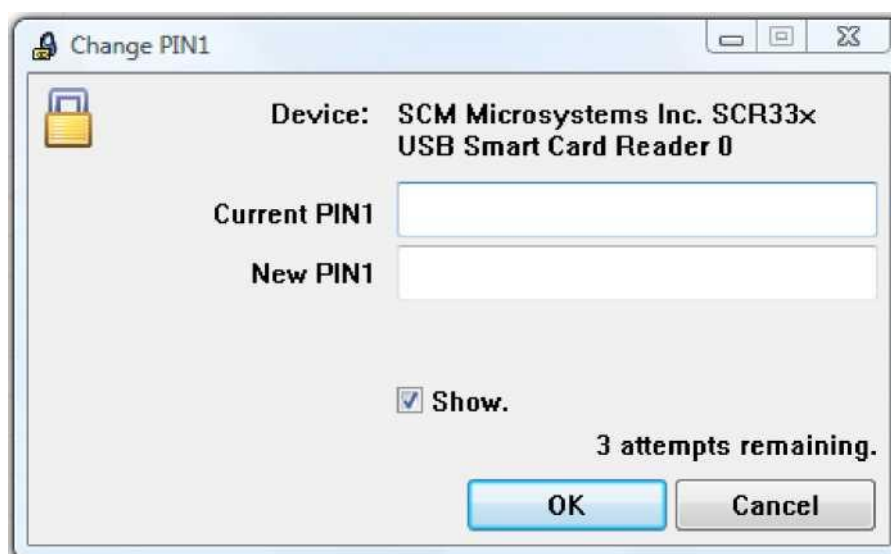 Change PIN1
Device: SCM Microsystems Inc. SCR33x
USB Smart Card Reader 0
Current PIN1
New PIN1
Show.
3 attempts remaining.
OK Cancel